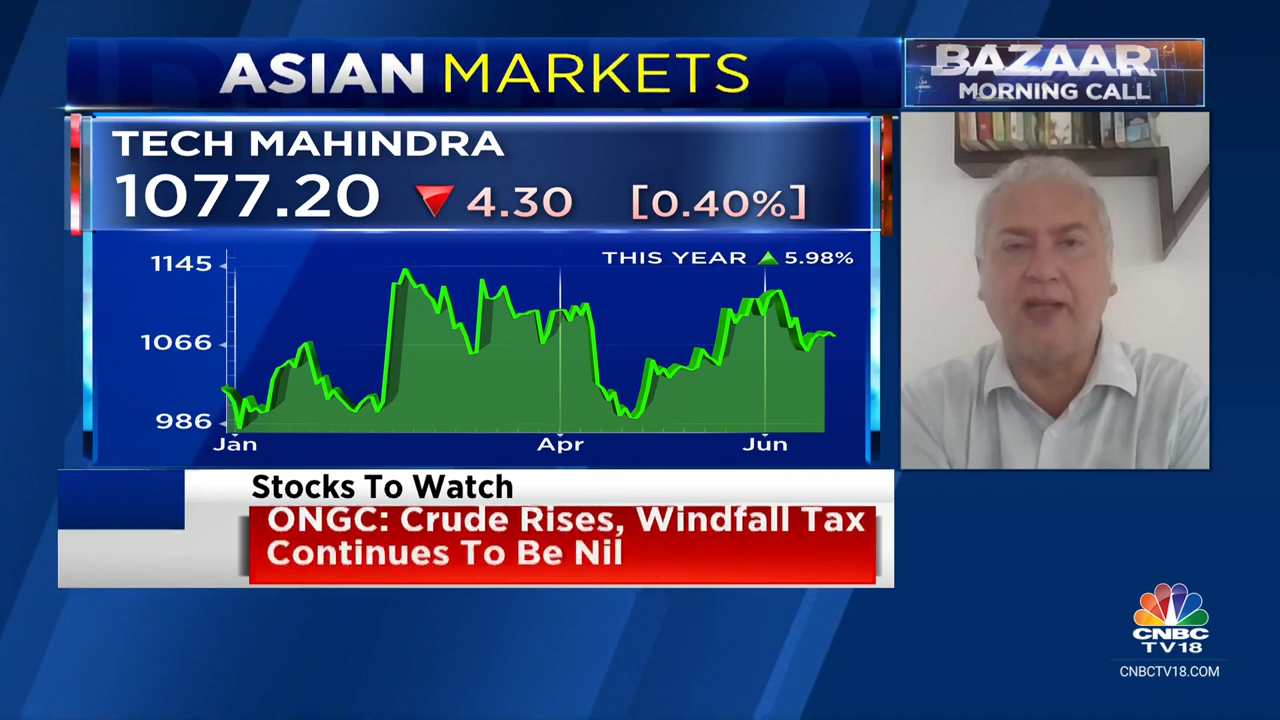 ASIAN MARKETS
BAZAAR
MORNING CALL
TECH MAHINDRA
1077.20 ▼ 4.30 [0.40%]
THIS YEAR ▲ 5.98%
1145
1066
986
Jan Apr Jun
Stocks To Watch
ONGC: Crude Rises, Windfall Tax
Continues To Be Nil
CNBC
TV18
CNBCTV18.COM